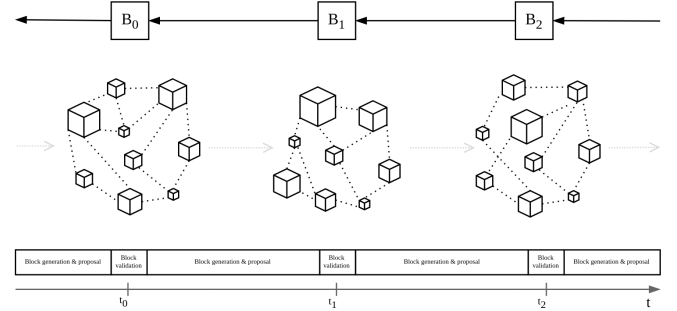 B0 B1 B2
Block generation & proposal Block validation Block generation & proposal Block validation Block generation & proposal Block validation Block generation & proposal
t0 t1 t2 t